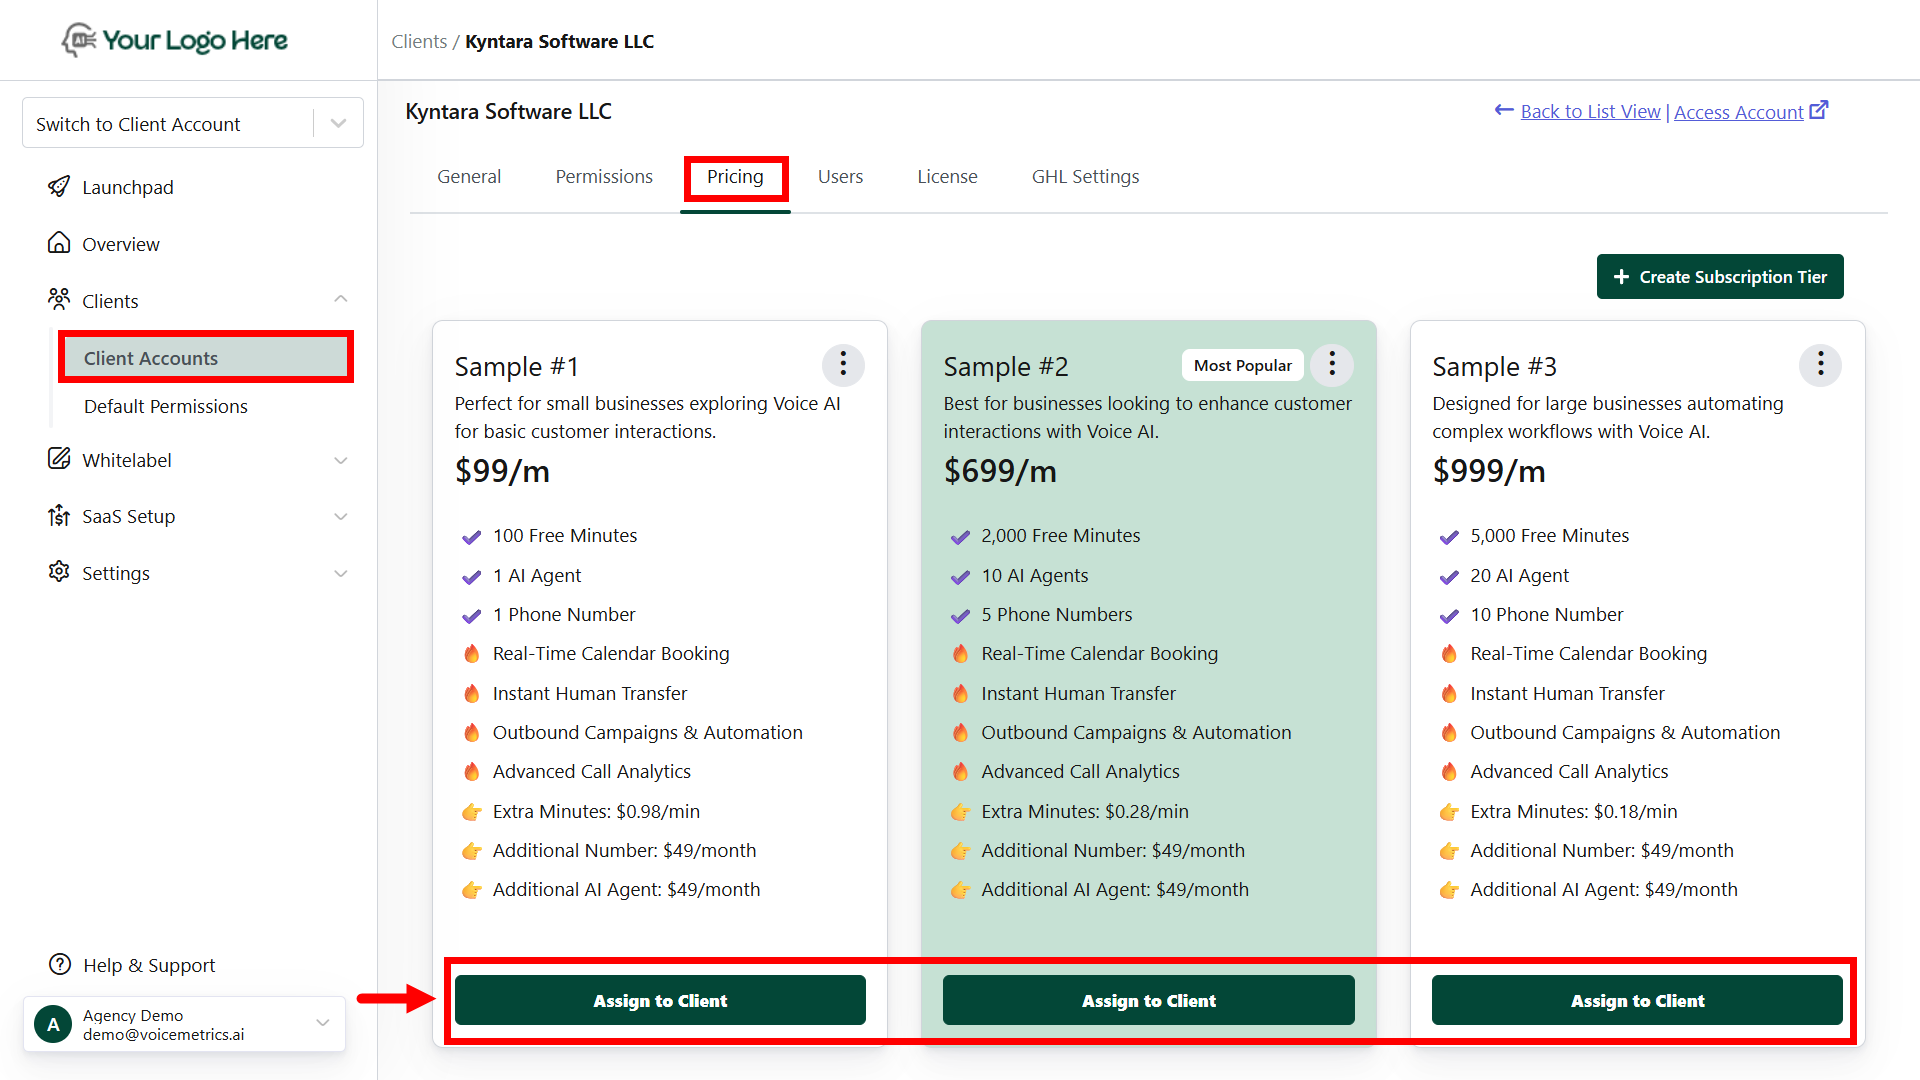 Your Logo Here
AI
Clients / Kyntara Software LLC
Switch to Client Account
Launchpad
Overview
Clients
Client Accounts
Default Permissions
Whitelabel
SaaS Setup
Settings
Help & Support
A
Agency Demo
demo@voicemetrics.ai
Kyntara Software LLC
← Back to List View | Access Account
General
Permissions
Pricing
Users
License
GHL Settings
+ Create Subscription Tier
Sample #1
Perfect for small businesses exploring Voice AI
for basic customer interactions.
$99/m
100 Free Minutes
1 AI Agent
1 Phone Number
Real-Time Calendar Booking
Instant Human Transfer
Outbound Campaigns & Automation
Advanced Call Analytics
Extra Minutes: $0.98/min
Additional Number: $49/month
Additional AI Agent: $49/month
Assign to Client
Sample #2
Most Popular
Best for businesses looking to enhance customer
interactions with Voice AI.
$699/m
2,000 Free Minutes
10 AI Agents
5 Phone Numbers
Real-Time Calendar Booking
Instant Human Transfer
Outbound Campaigns & Automation
Advanced Call Analytics
Extra Minutes: $0.28/min
Additional Number: $49/month
Additional AI Agent: $49/month
Assign to Client
Sample #3
Designed for large businesses automating
complex workflows with Voice AI.
$999/m
5,000 Free Minutes
20 AI Agent
10 Phone Number
Real-Time Calendar Booking
Instant Human Transfer
Outbound Campaigns & Automation
Advanced Call Analytics
Extra Minutes: $0.18/min
Additional Number: $49/month
Additional AI Agent: $49/month
Assign to Client